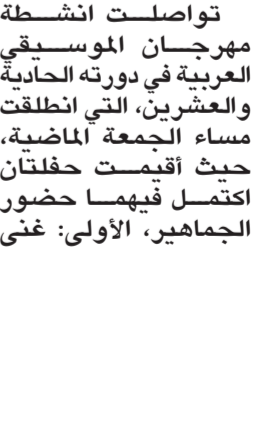 تواصلت انشطة
مهرجان الموسيقي
العربية في دورته الحادية
والعشرين، التي انطلقت
مساء الجمعة الماضية،
حيث أقيمت حفلتان
اكتمل فيهما حضور
الجماهير، الأولى: غنى